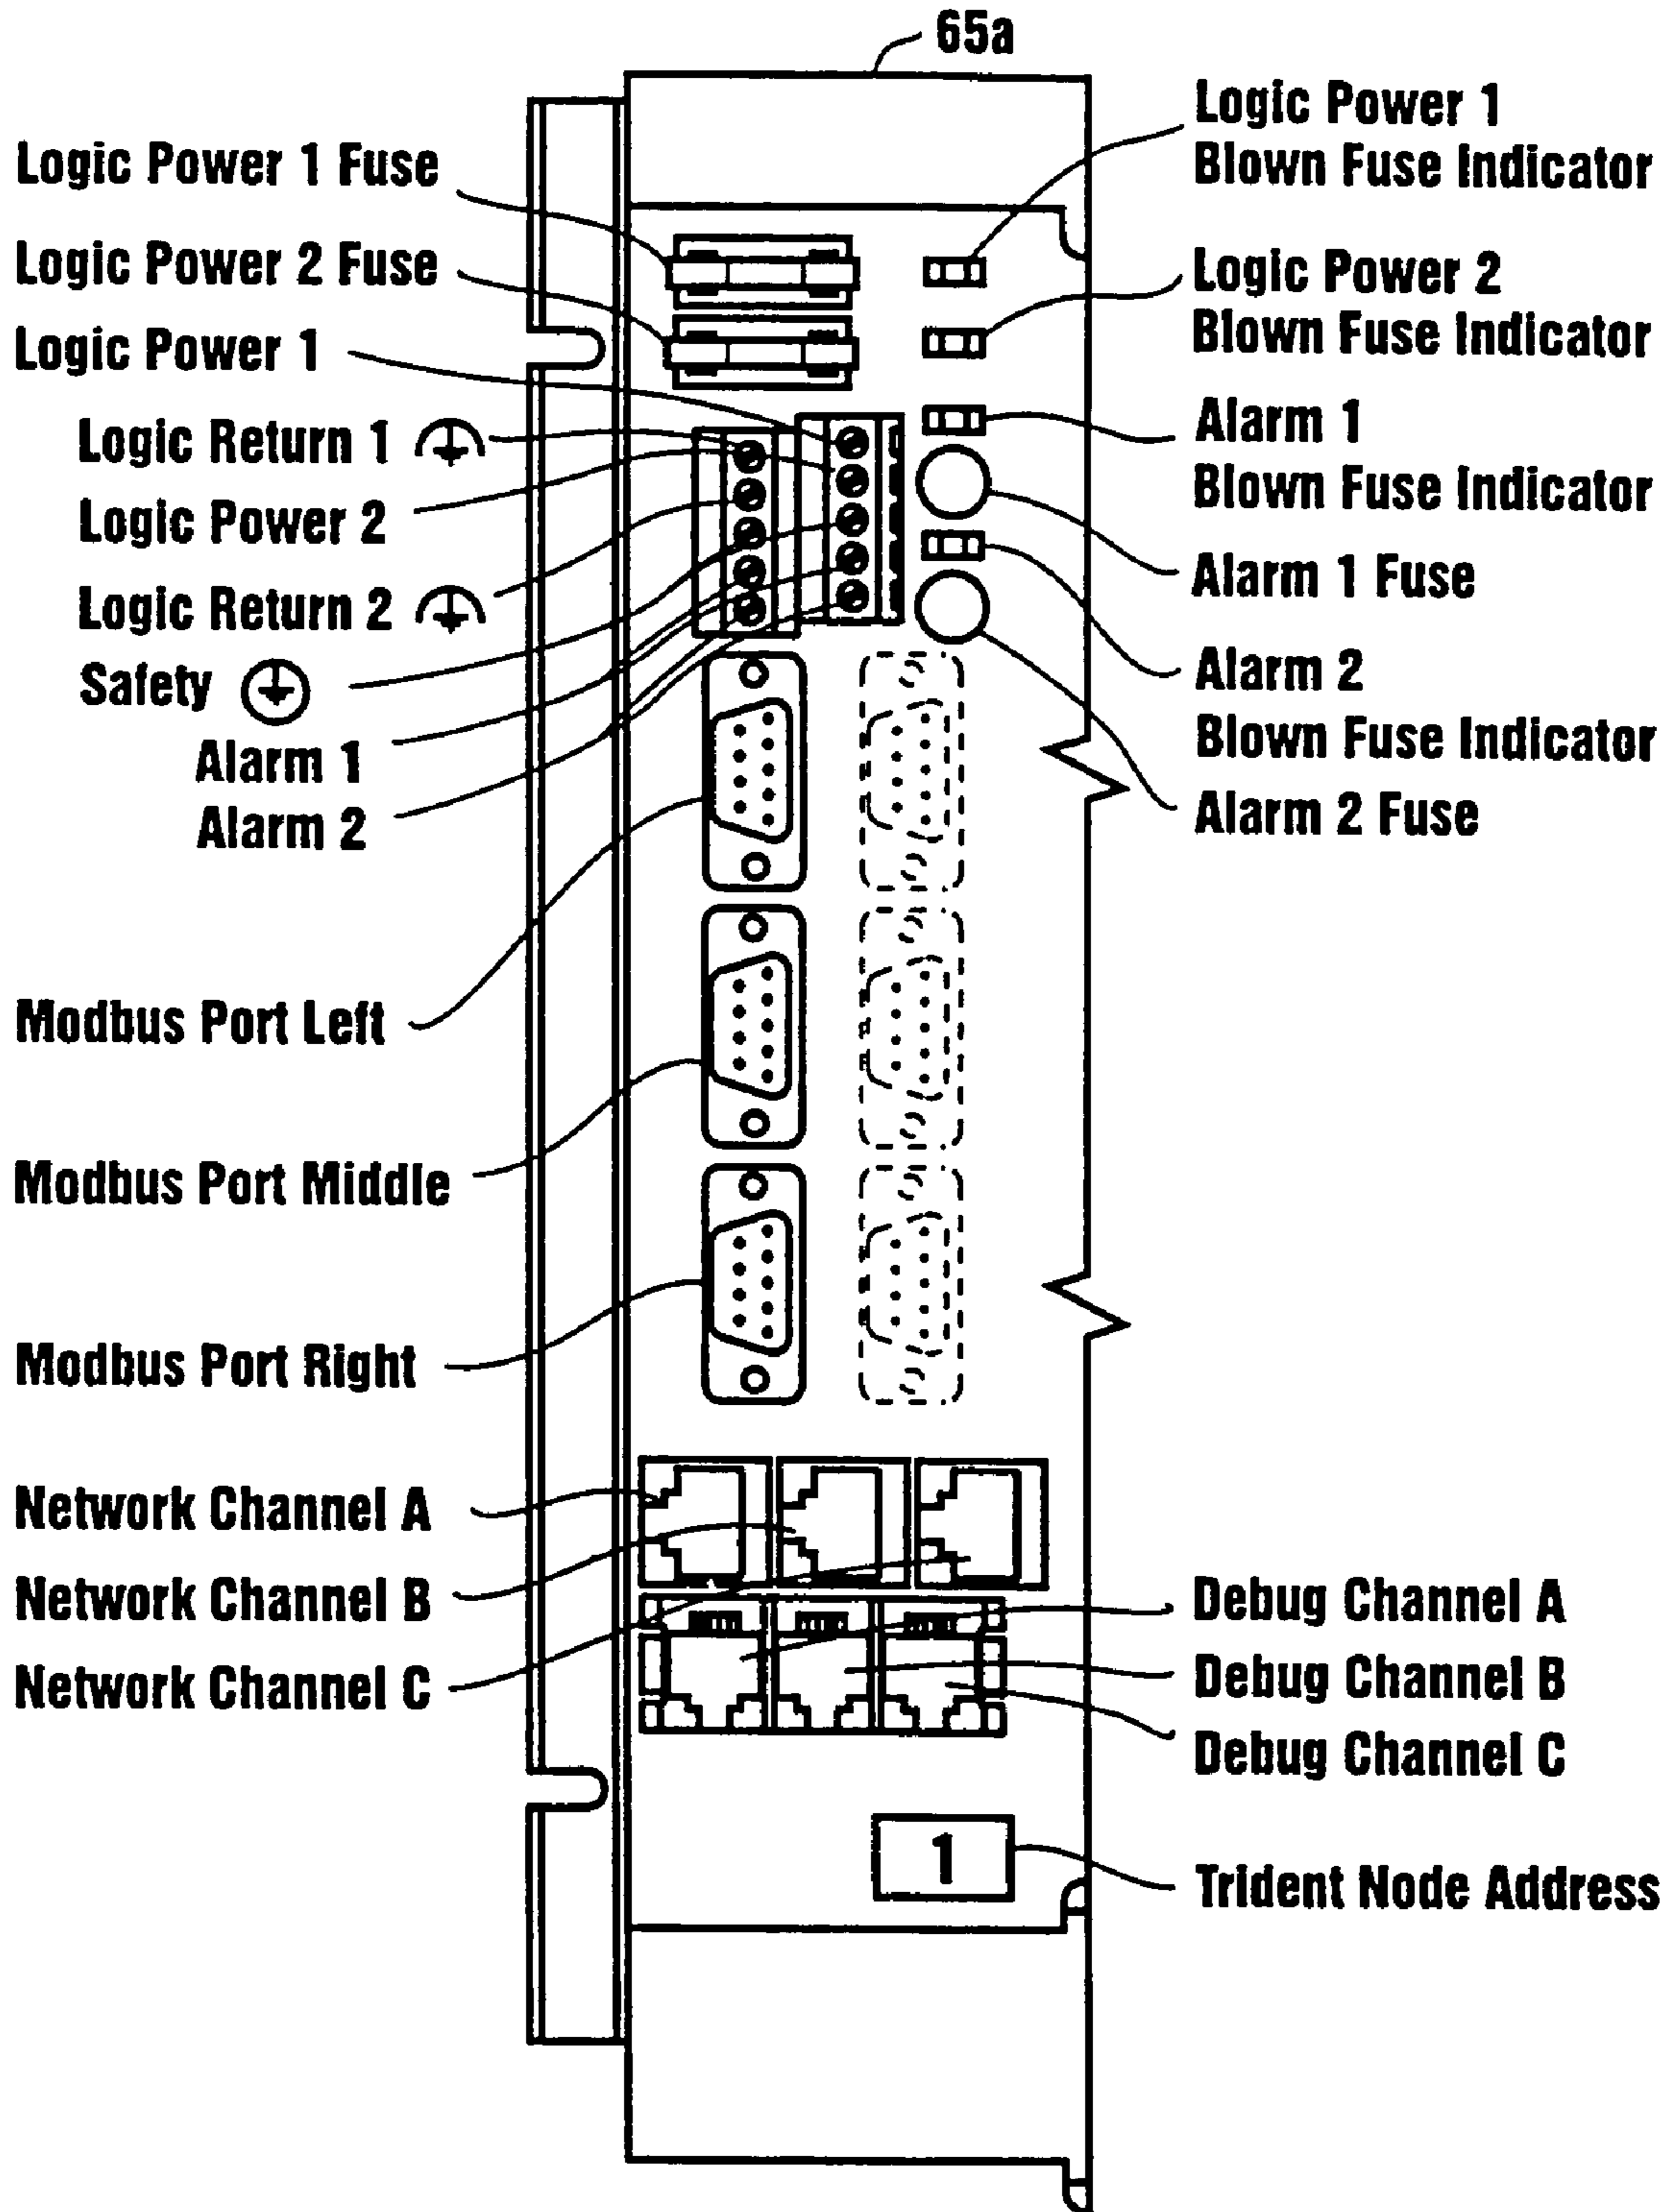 65a
Logic Power 1 Fuse
Logic Power 2 Fuse
Logic Power 1
Logic Return 1
Logic Power 2
Logic Return 2
Safety
Alarm 1
Alarm 2
Modbus Port Left
Modbus Port Middle
Modbus Port Right
Network Channel A
Network Channel B
Network Channel C
Logic Power 1
Blown Fuse Indicator
Logic Power 2
Blown Fuse Indicator
Alarm 1
Blown Fuse Indicator
Alarm 1 Fuse
Alarm 2
Blown Fuse Indicator
Alarm 2 Fuse
Debug Channel A
Debug Channel B
Debug Channel C
1
Trident Node Address